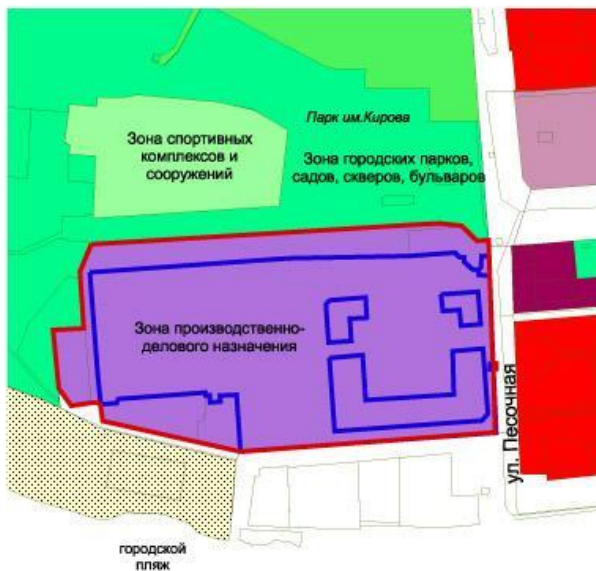 Парк им.Кирова
Зона спортивных
комплексов и
сооружений
Зона городских парков,
садов, скверов, бульваров
Зона производственно-
делового назначения
ул. Песочная
городской
пляж